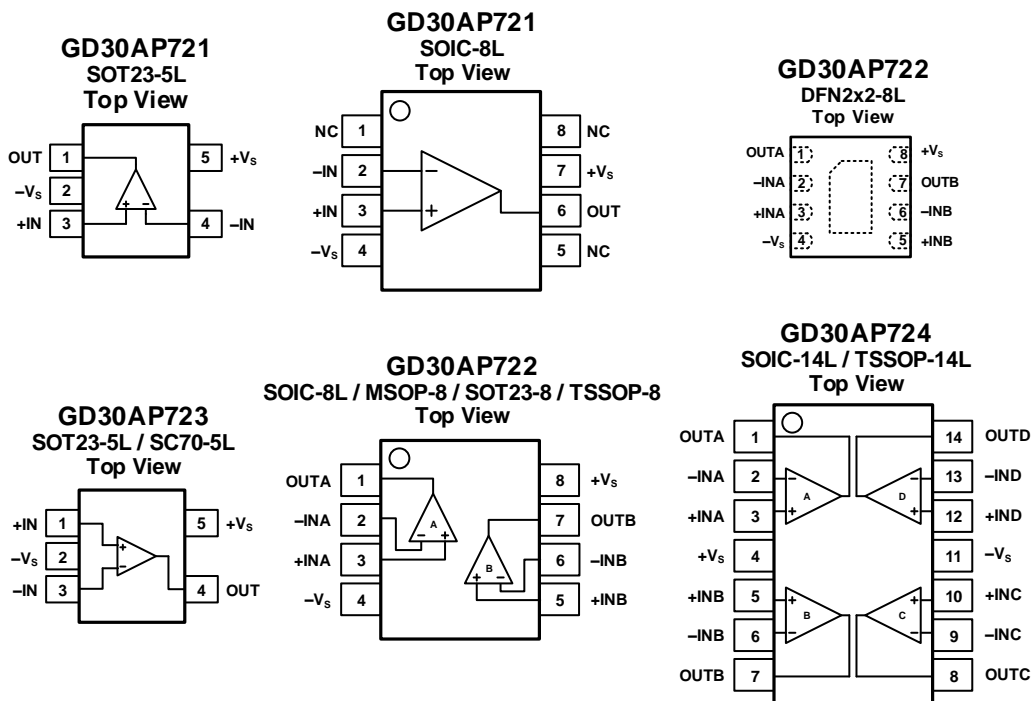 GD30AP721
SOT23-5L
Top View
OUT 1
–VS 2
+IN 3
5 +VS
4 –IN
+ –
GD30AP721
SOIC-8L
Top View
NC 1
–IN 2
+IN 3
–VS 4
8 NC
7 +VS
6 OUT
5 NC
–
+
GD30AP722
DFN2x2-8L
Top View
OUTA 1
–INA 2
+INA 3
–VS 4
8 +VS
7 OUTB
6 –INB
5 +INB
GD30AP723
SOT23-5L / SC70-5L
Top View
+IN 1
–VS 2
–IN 3
5 +VS
4 OUT
+
–
GD30AP722
SOIC-8L / MSOP-8 / SOT23-8 / TSSOP-8
Top View
OUTA 1
–INA 2
+INA 3
–VS 4
8 +VS
7 OUTB
6 –INB
5 +INB
A
– +
B
+ –
GD30AP724
SOIC-14L / TSSOP-14L
Top View
OUTA 1
–INA 2
+INA 3
+VS 4
+INB 5
–INB 6
OUTB 7
14 OUTD
13 –IND
12 +IND
11 –VS
10 +INC
9 –INC
8 OUTC
– –
A D
+ +
+ +
B C
– –